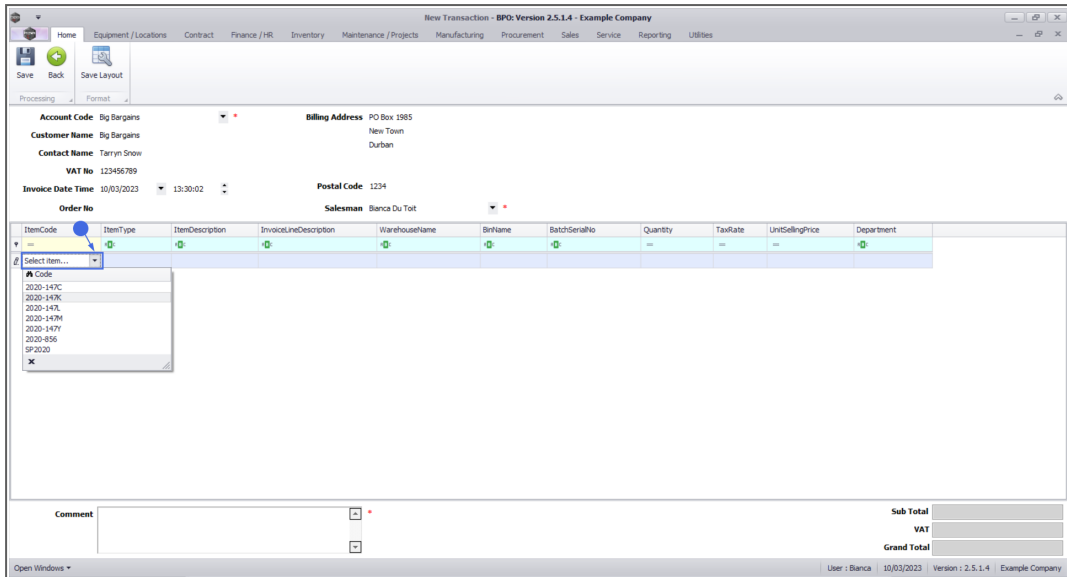 New Transaction - BPO: Version 2.5.1.4 - Example Company
Home Equipment / Locations Contract Finance / HR Inventory Maintenance / Projects Manufacturing Procurement Sales Service Reporting Utilities
Save Back Save Layout
Processing Format
Account Code Big Bargains * Billing Address PO Box 1985
Customer Name Big Bargains New Town
Contact Name Tarryn Snow Durban
VAT No 123456789
Invoice Date Time 10/03/2023 13:30:02 Postal Code 1234
Order No Salesman Bianca Du Toit *
ItemCode ItemType ItemDescription InvoiceLineDescription WarehouseName BinName BatchSerialNo Quantity TaxRate UnitSellingPrice Department
= = = =
Select item...
Code
2020-147C
2020-147K
2020-147L
2020-147M
2020-147Y
2020-856
SP2020
Comment * Sub Total
VAT
Grand Total
Open Windows User : Bianca 10/03/2023 Version : 2.5.1.4 Example Company